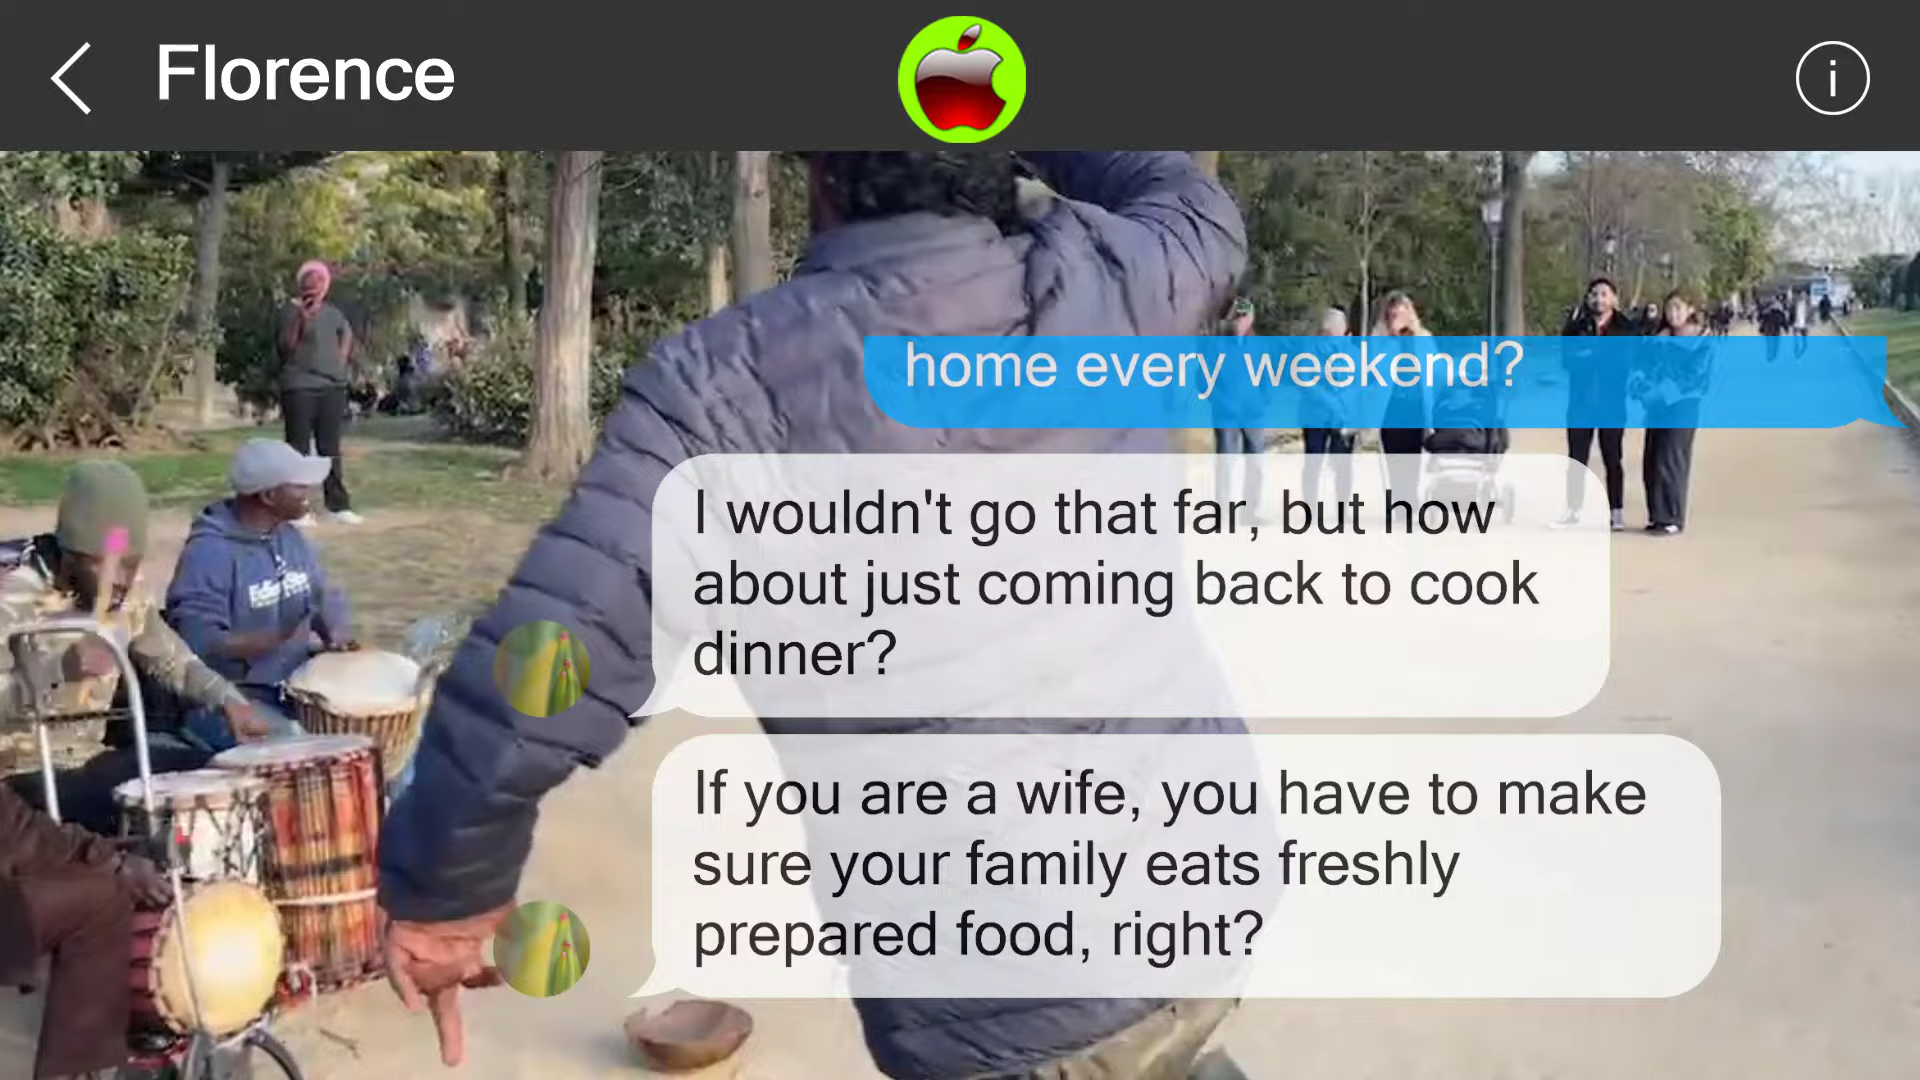 Florence
home every weekend?
I wouldn't go that far, but how
about just coming back to cook
dinner?
If you are a wife, you have to make
sure your family eats freshly
prepared food, right?